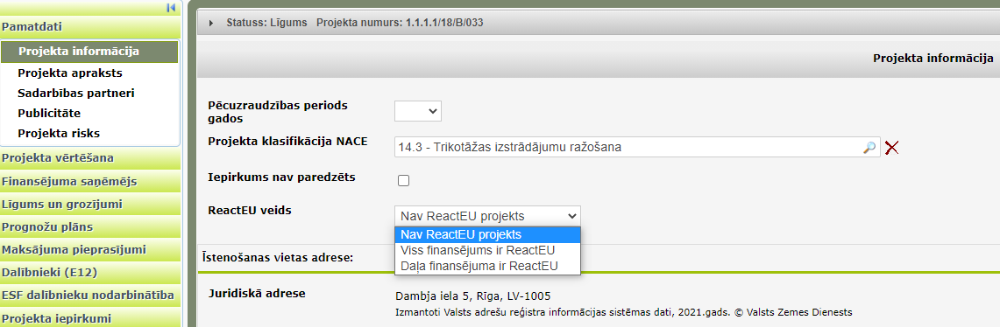 Pamatdati
Projekta informācija
Projekta apraksts
Sadarbības partneri
Publicitāte
Projekta risks
Projekta vērtēšana
Finansējuma saņēmējs
Līgums un grozījumi
Prognožu plāns
Maksājuma pieprasījumi
Dalībnieki (E12)
ESF dalībnieku nodarbinātība
Projekta iepirkumi
Statuss: Līgums Projekta numurs: 1.1.1.1/18/B/033
Projekta informācija
Pēcuzraudzības periods
gados
Projekta klasifikācija NACE
14.3 - Trikotāžas izstrādājumu ražošana
Iepirkums nav paredzēts
ReactEU veids
Nav ReactEU projekts
Nav ReactEU projekts
Viss finansējums ir ReactEU
Daļa finansējuma ir ReactEU
Īstenošanas vietas adrese:
Juridiskā adrese
Dambja iela 5, Rīga, LV-1005
Izmantoti Valsts adrešu reģistra informācijas sistēmas dati, 2021.gads. © Valsts Zemes Dienests